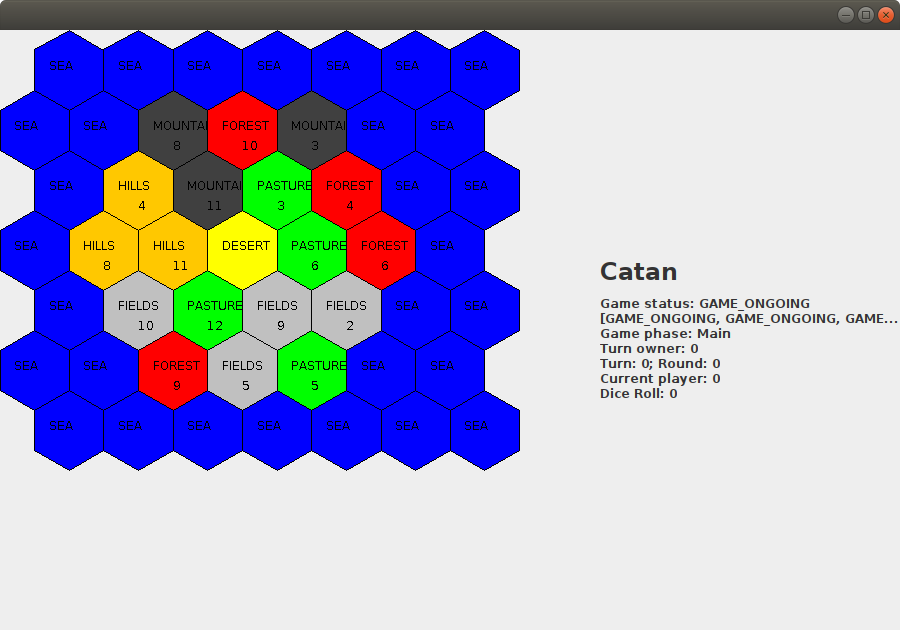 SEA SEA SEA SEA SEA SEA SEA
SEA SEA MOUNTAI FOREST MOUNTAI SEA SEA
8 10 3
SEA HILLS MOUNTAI PASTURE FOREST SEA SEA
4 11 3 4
SEA HILLS HILLS DESERT PASTURE FOREST SEA
8 11 6 6
SEA FIELDS PASTURE FIELDS FIELDS SEA SEA
10 12 9 2
SEA SEA FOREST FIELDS PASTURE SEA SEA
9 5 5
SEA SEA SEA SEA SEA SEA SEA
Catan
Game status: GAME_ONGOING
[GAME_ONGOING, GAME_ONGOING, GAME...
Game phase: Main
Turn owner: 0
Turn: 0; Round: 0
Current player: 0
Dice Roll: 0